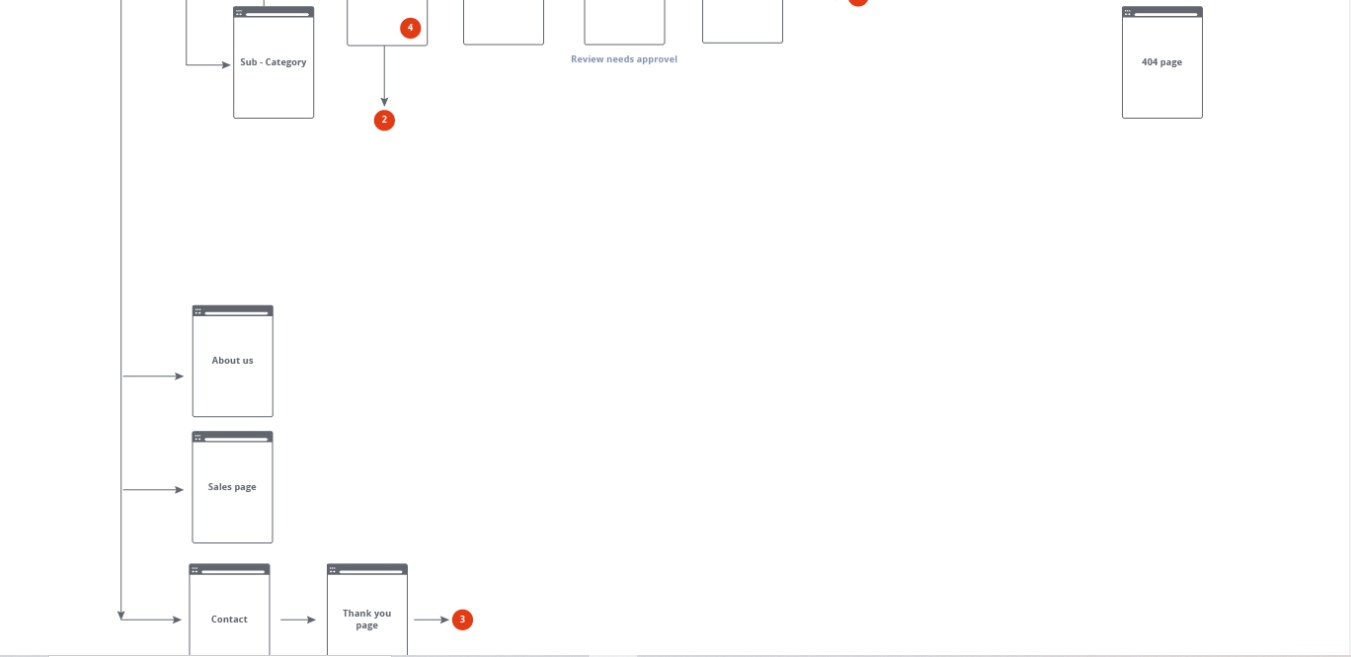 4
Sub - Category
Review needs approvel
404 page
2
About us
Sales page
Contact
Thank you
page
3